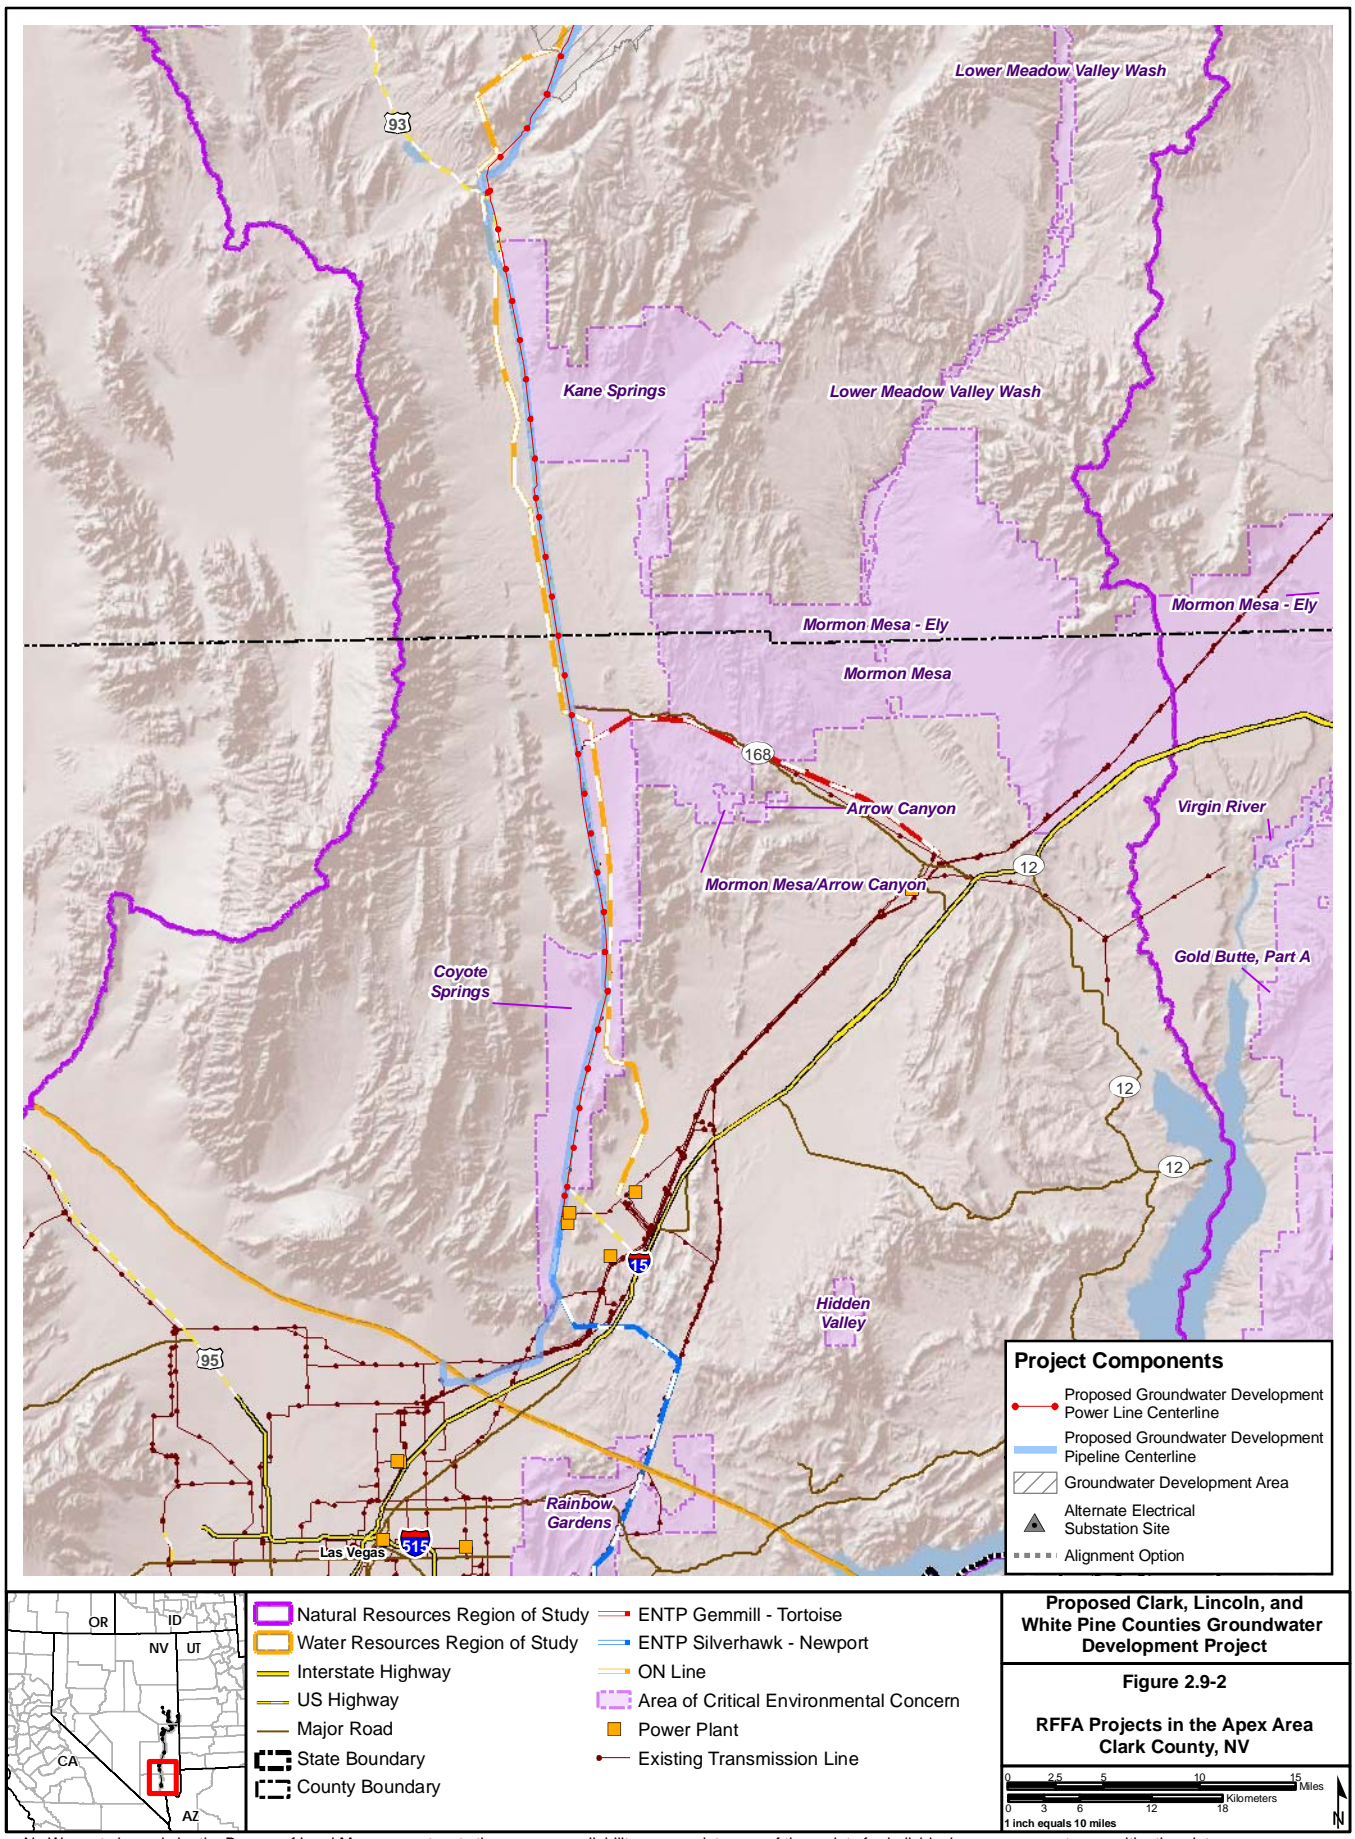 Lower Meadow Valley Wash
93
Kane Springs
Lower Meadow Valley Wash
Mormon Mesa - Ely
Mormon Mesa - Ely
Mormon Mesa
168
Arrow Canyon
Virgin River
12
Mormon Mesa/Arrow Canyon
Coyote
Springs
Gold Butte, Part A
12
12
15
Hidden
Valley
95
Rainbow
Gardens
Las Vegas
515
Project Components
Proposed Groundwater Development
Power Line Centerline
Proposed Groundwater Development
Pipeline Centerline
Groundwater Development Area
Alternate Electrical
Substation Site
Alignment Option
OR
ID
NV
UT
CA
AZ
Natural Resources Region of Study
Water Resources Region of Study
Interstate Highway
US Highway
Major Road
State Boundary
County Boundary
ENTP Gemmill - Tortoise
ENTP Silverhawk - Newport
ON Line
Area of Critical Environmental Concern
Power Plant
Existing Transmission Line
Proposed Clark, Lincoln, and
White Pine Counties Groundwater
Development Project
Figure 2.9-2
RFFA Projects in the Apex Area
Clark County, NV
0 2.5 5 10 15
Miles
Kilometers
0 3 6 12 18
1 inch equals 10 miles
N